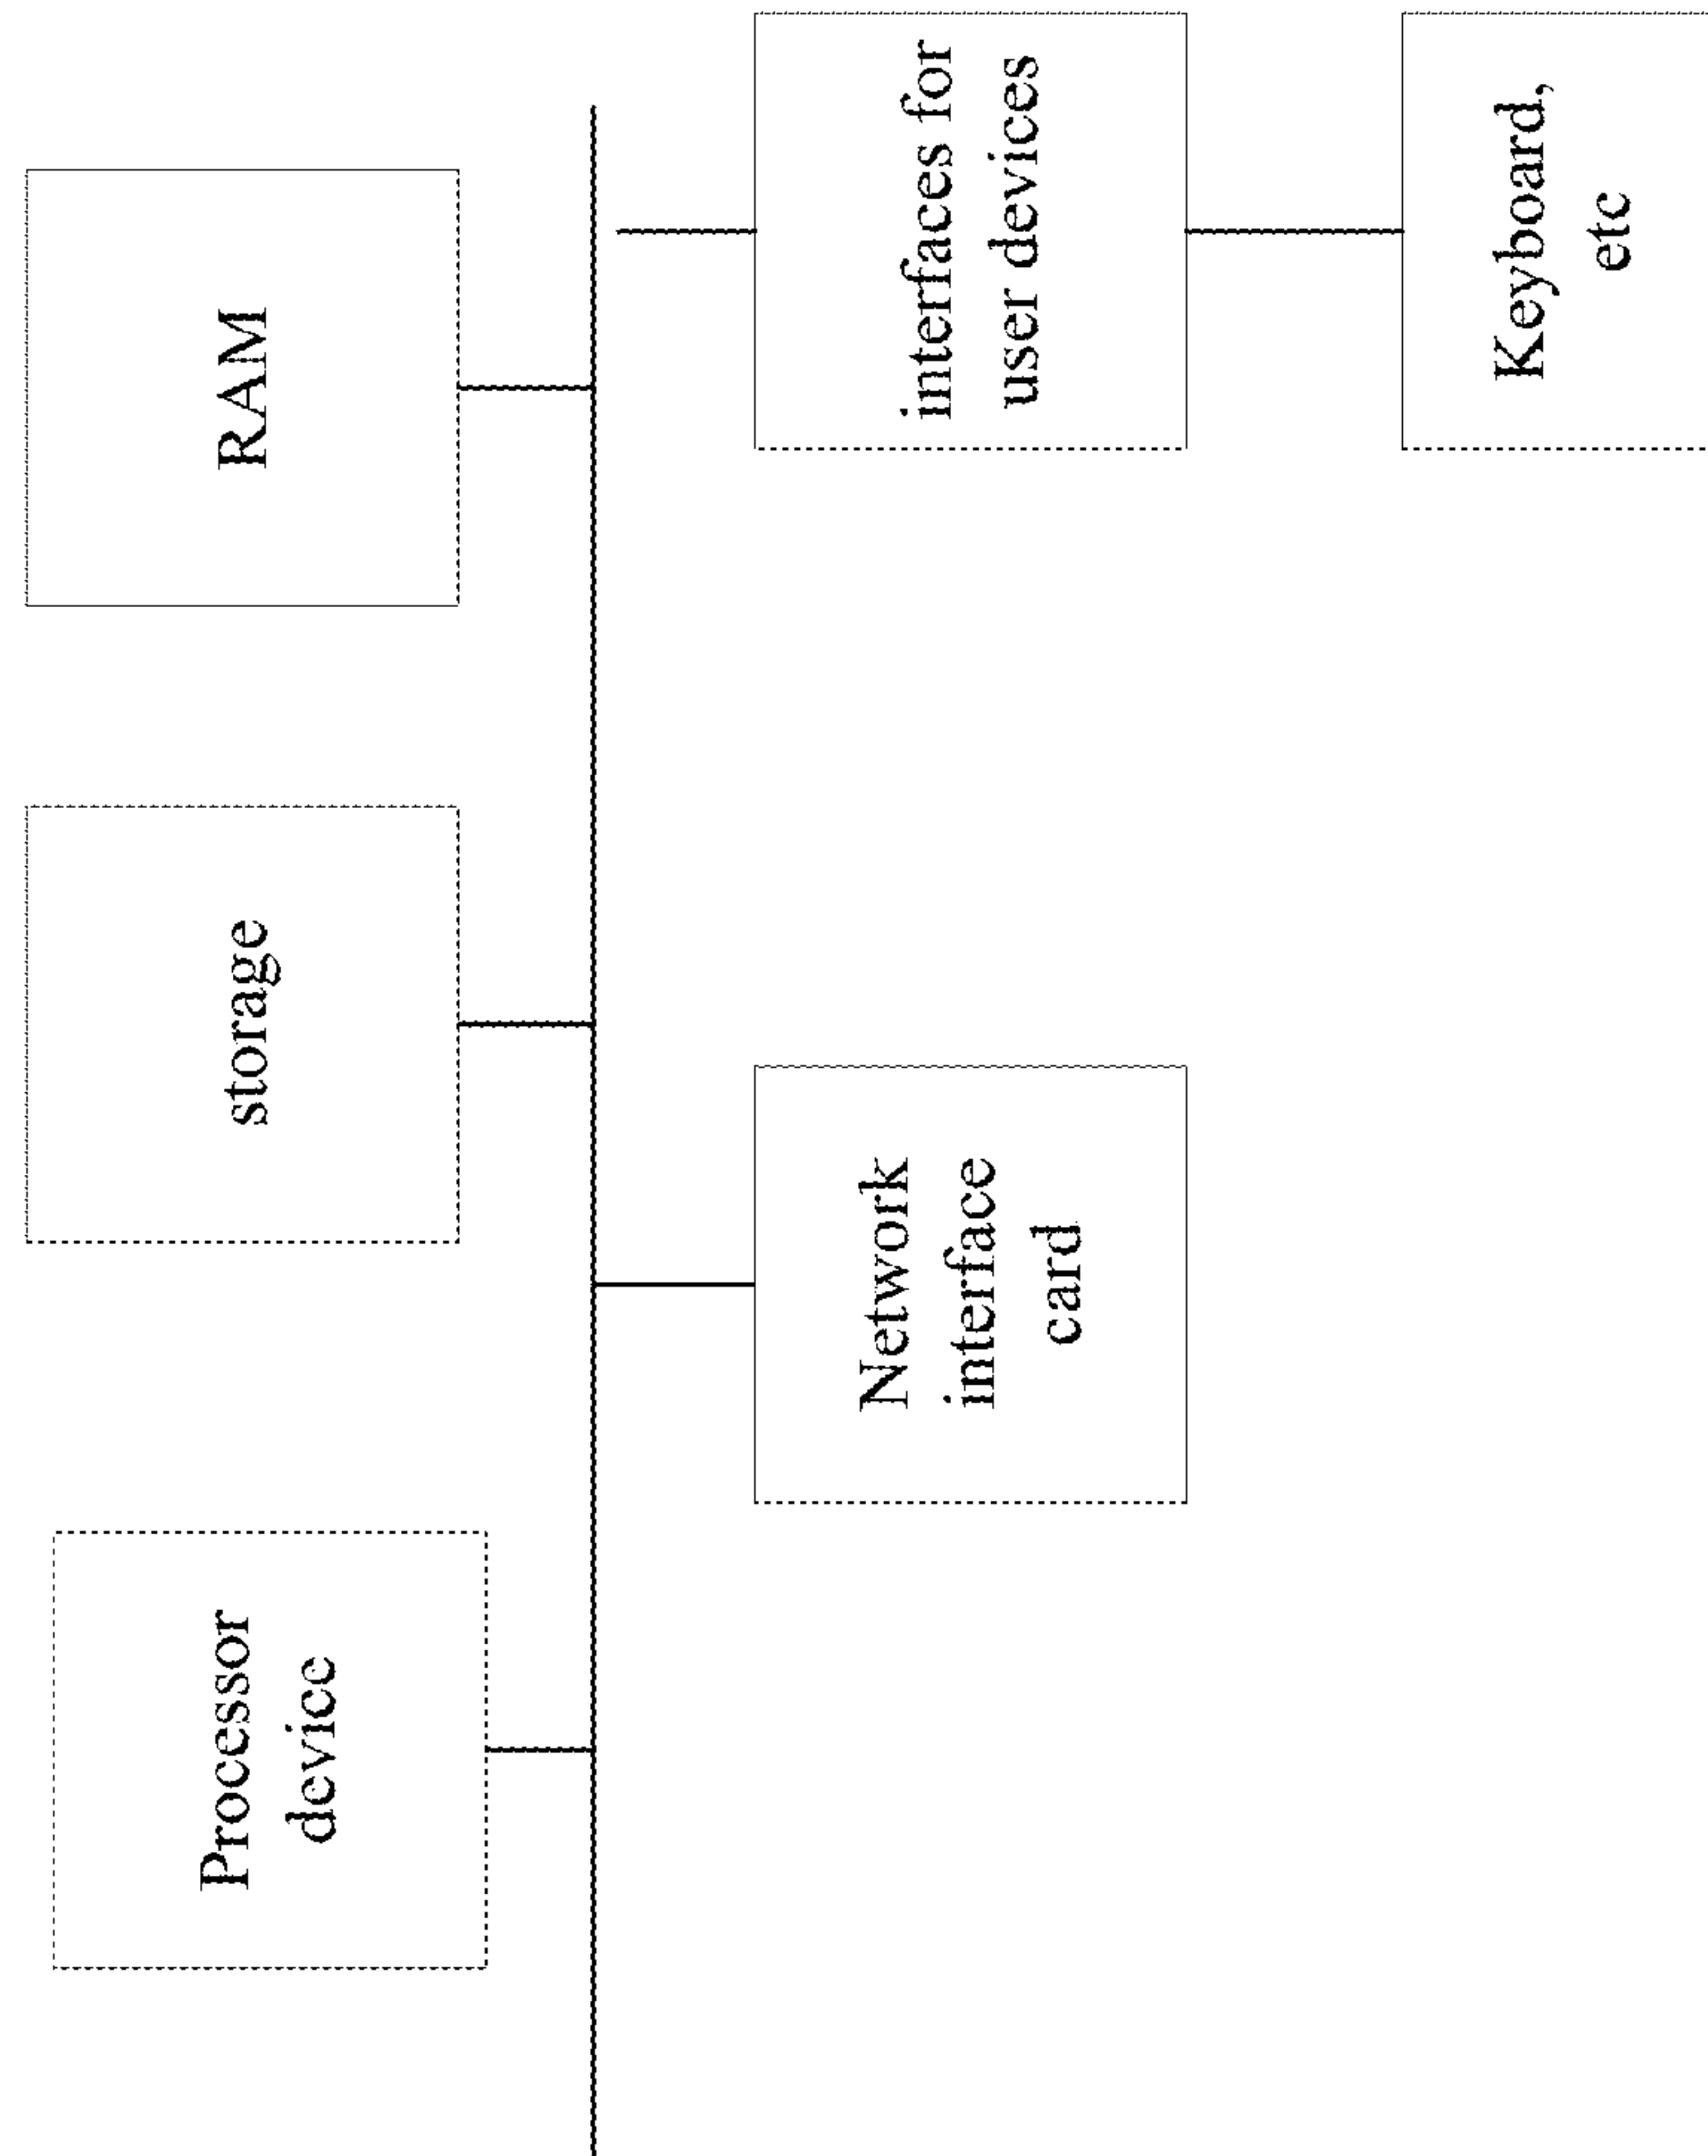 Processor
device
storage
RAM
Network
interface
card
interfaces for
user devices
Keyboard,
etc